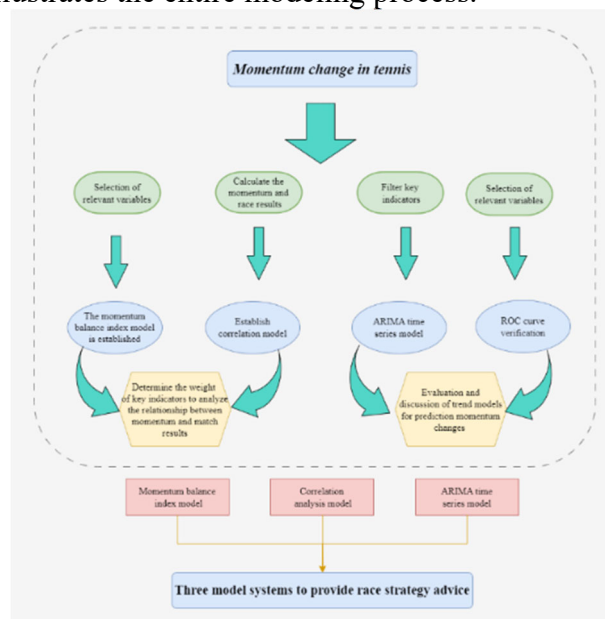 illustrates the entire modeling process.
Momentum change in tennis
Selection of
relevant variables
Calculate the
momentum and
race results
Filter key
indicators
Selection of
relevant variables
The momentum
balance index model
is established
Establish
correlation model
ARIMA time
series model
ROC curve
verification
Determine the weight
of key indicators to analyze
the relationship between
momentum and match
results
Evaluation and
discussion of trend models
for prediction momentum
changes
Momentum balance
index model
Correlation
analysis model
ARIMA time
series model
Three model systems to provide race strategy advice